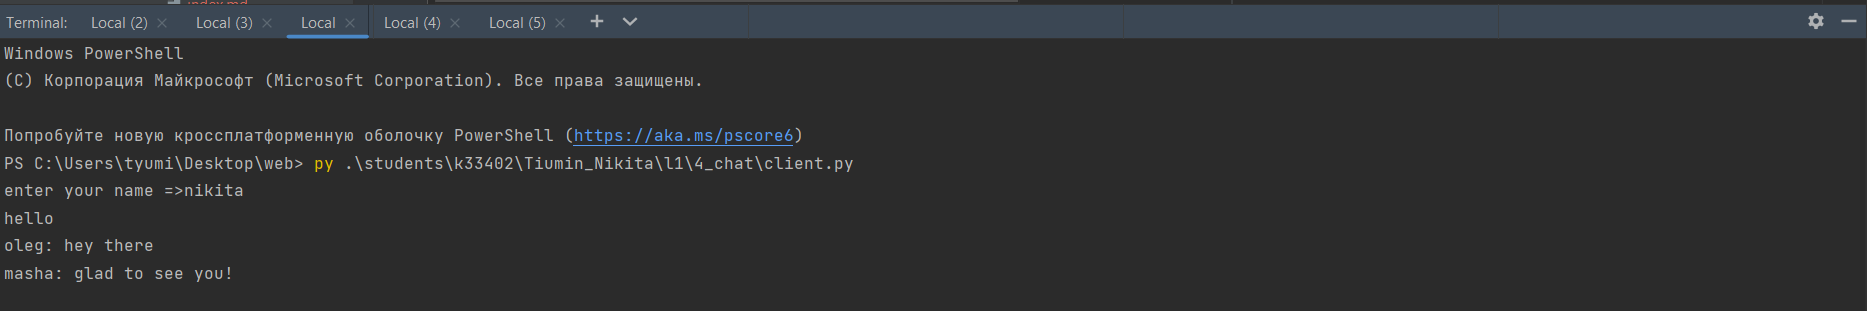 index.md
Terminal: Local (2) Local (3) Local Local (4) Local (5)
Windows PowerShell
(C) Корпорация Майкрософт (Microsoft Corporation). Все права защищены.
Попробуйте новую кроссплатформенную оболочку PowerShell (https://aka.ms/pscore6)
PS C:\Users\tyumi\Desktop\web> py .\students\k33402\Tiumin_Nikita\l1\4_chat\client.py
enter your name =>nikita
hello
oleg: hey there
masha: glad to see you!